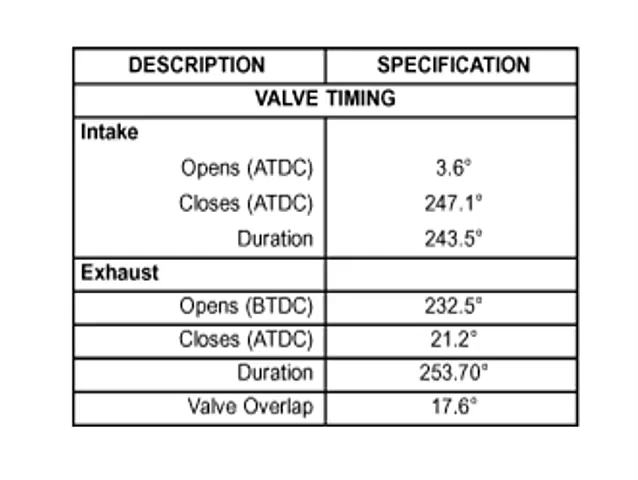 DESCRIPTION SPECIFICATION
VALVE TIMING
Intake
Opens (ATDC) 3.6°
Closes (ATDC) 247.1°
Duration 243.5°
Exhaust
Opens (BTDC) 232.5°
Closes (ATDC) 21.2°
Duration 253.70°
Valve Overlap 17.6°